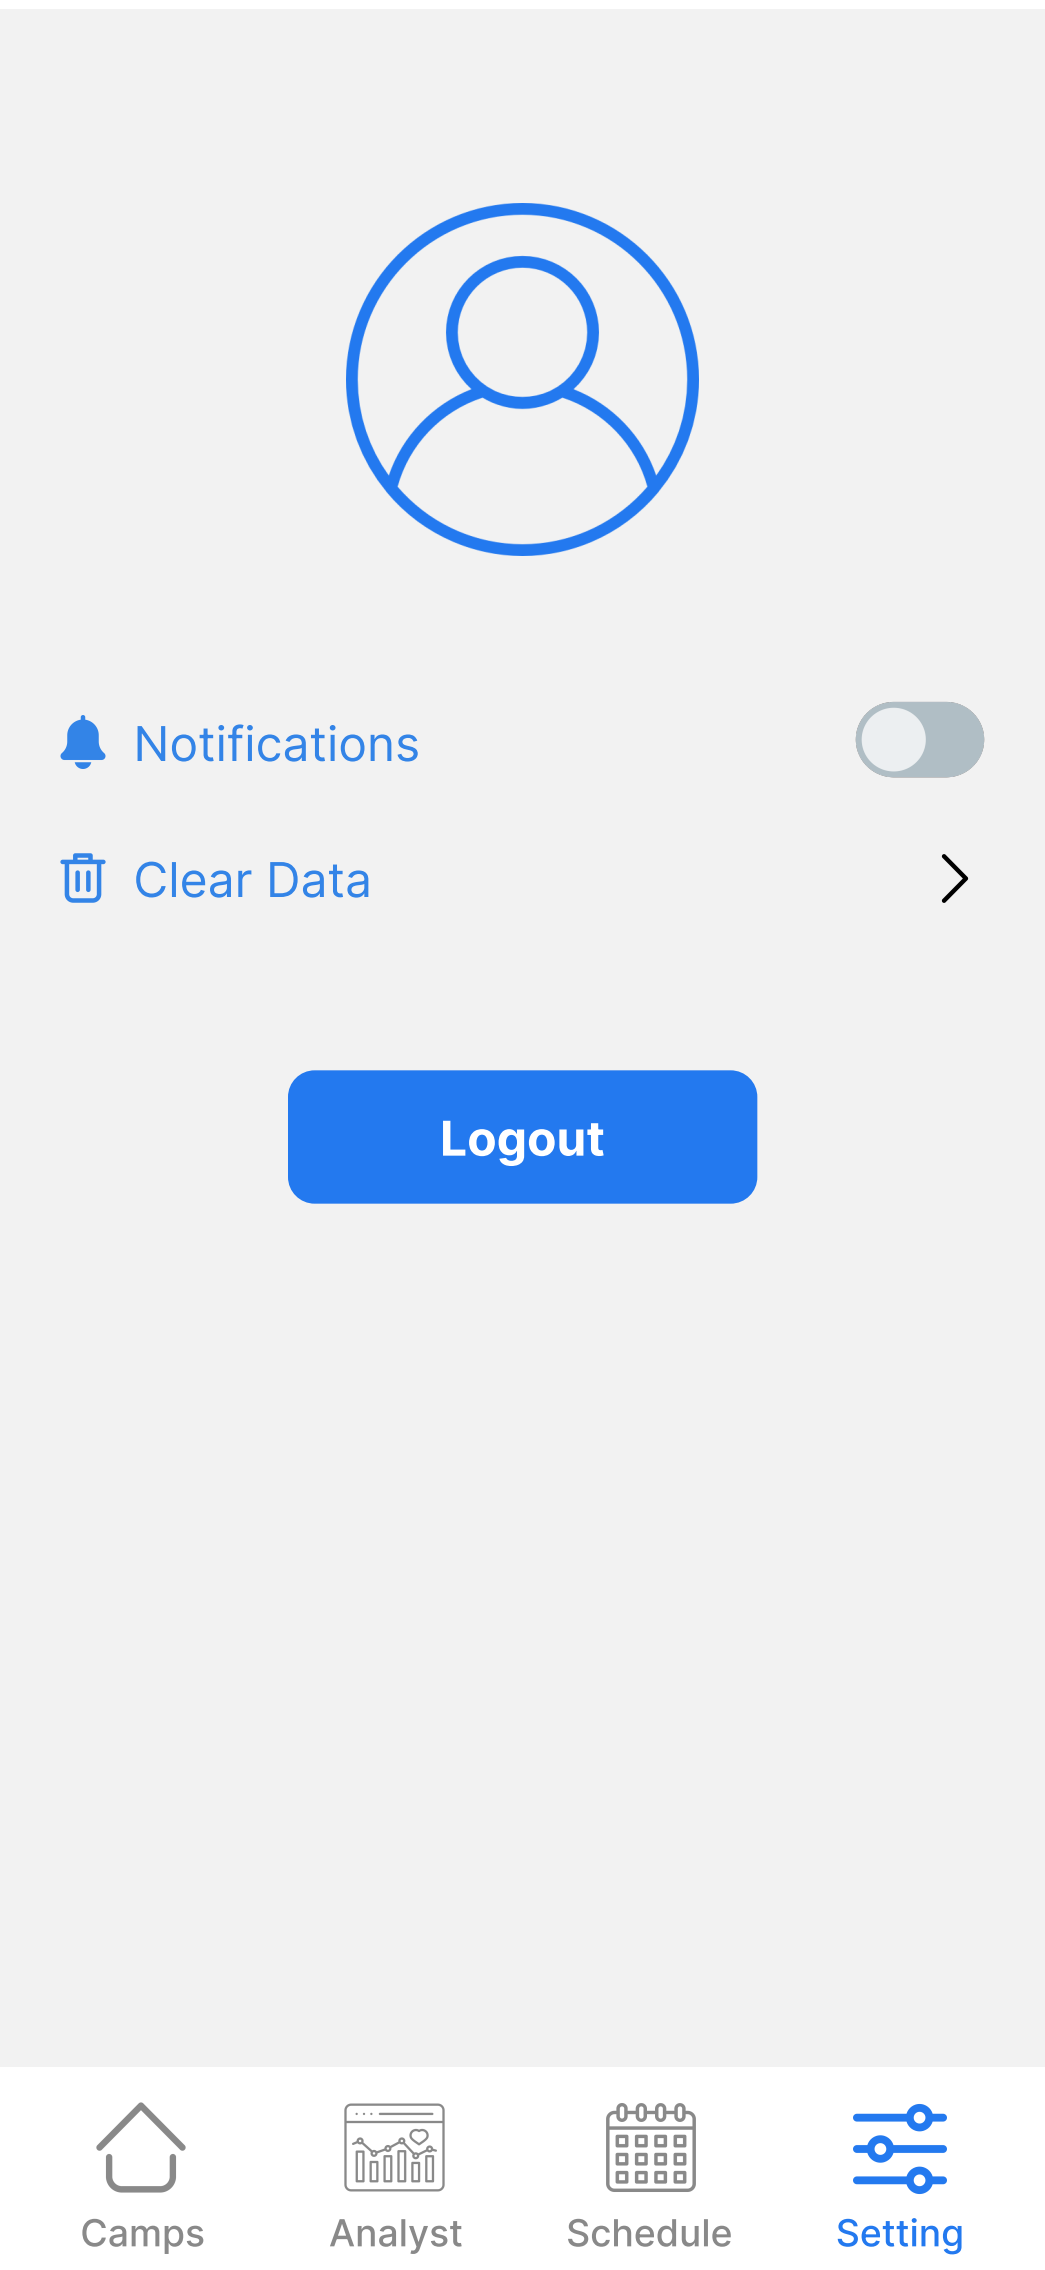 Notifications
Clear Data
Logout
Camps
Analyst
Schedule
Setting